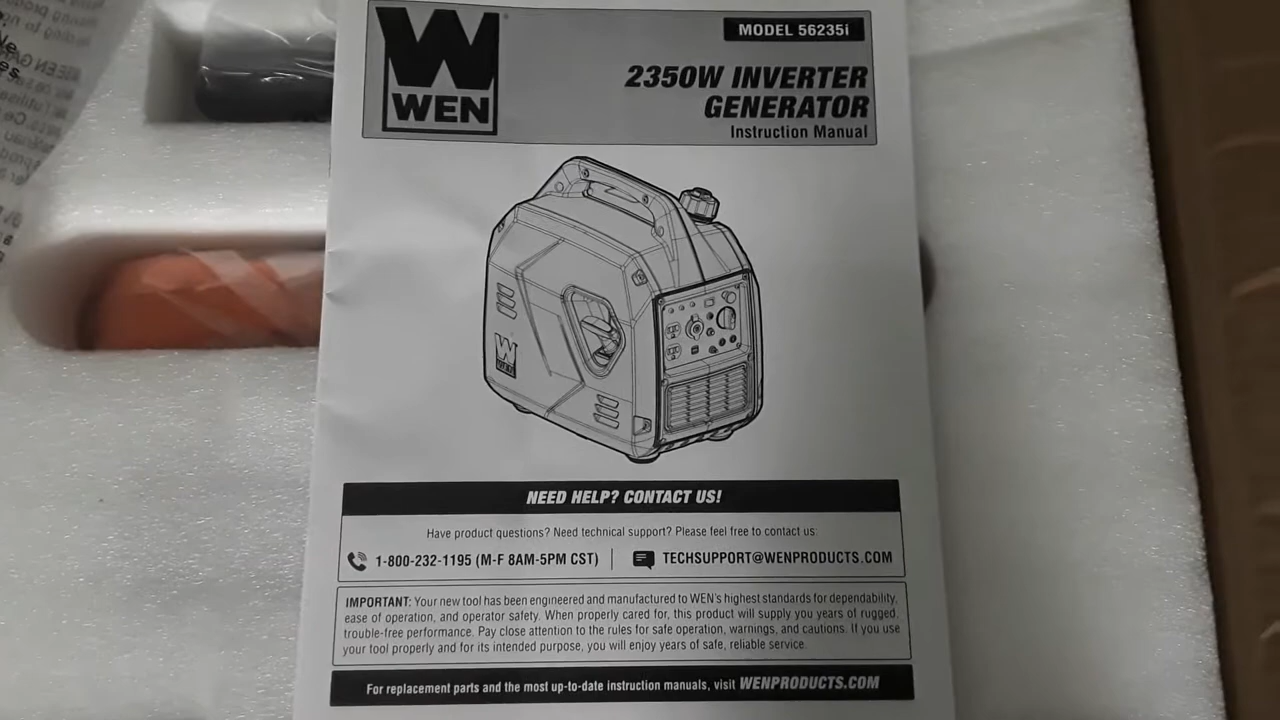 WEN
MODEL 56235i
2350W INVERTER
GENERATOR
Instruction Manual
W
WEN
NEED HELP? CONTACT US!
Have product questions? Need technical support? Please feel free to contact us:
1-800-232-1195 (M-F 8AM-5PM CST) | TECHSUPPORT@WENPRODUCTS.COM
IMPORTANT: Your new tool has been engineered and manufactured to WEN's highest standards for dependability,
ease of operation, and operator safety. When properly cared for, this product will supply you years of rugged,
trouble-free performance. Pay close attention to the rules for safe operation, warnings, and cautions. If you use
your tool properly and for its intended purpose, you will enjoy years of safe, reliable service.
For replacement parts and the most up-to-date instruction manuals, visit WENPRODUCTS.COM